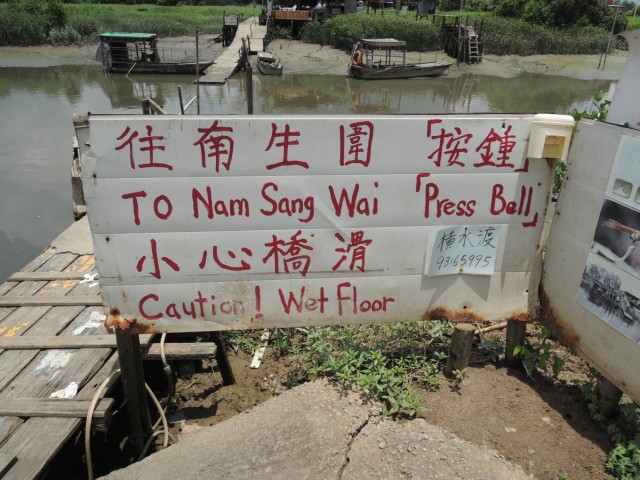 往南生圍「按鍾」
To Nam Sang Wai 「Press Bell」
小心橋滑
橫水渡
93165995
Caution! Wet Floor